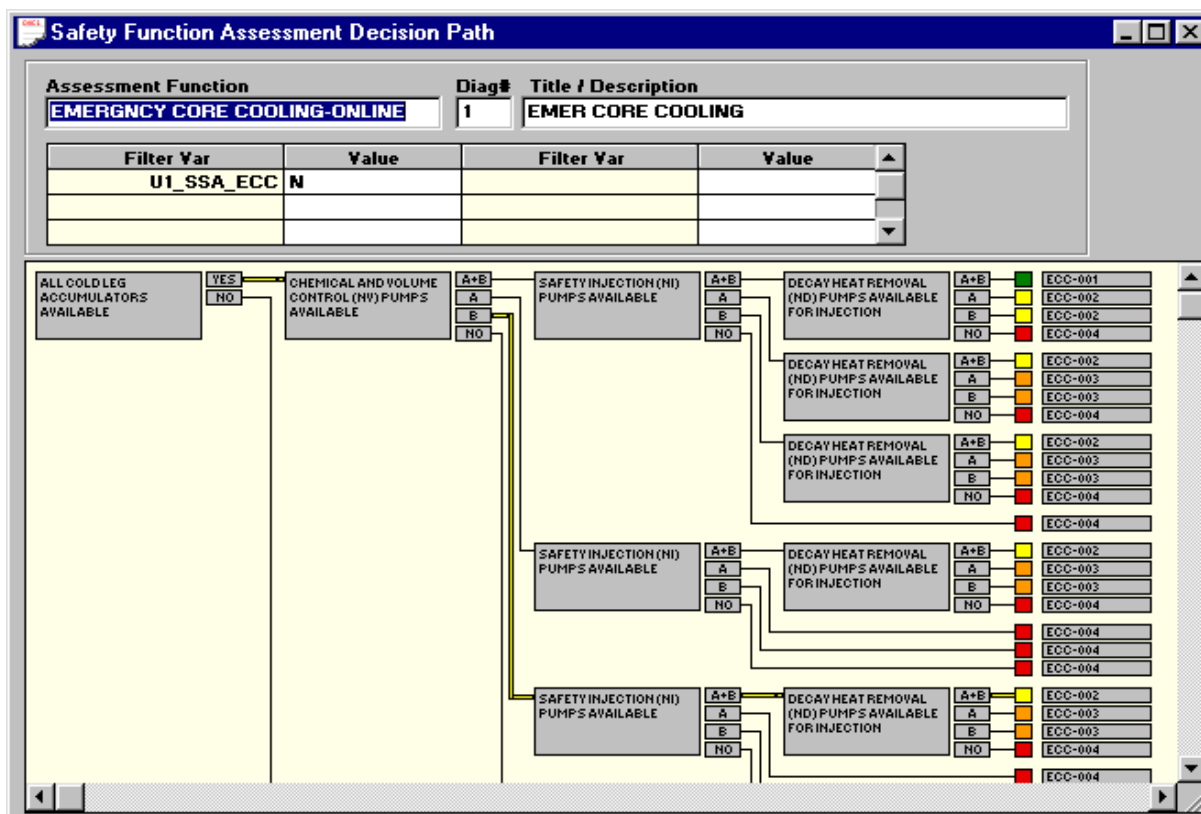 Safety Function Assessment Decision Path
Assessment Function Diag# Title / Description
EMERGNCY CORE COOLING-ONLINE 1 EMER CORE COOLING
Filter Var Value Filter Var Value
U1_SSA_ECC N
ALL COLD LEG
ACCUMULATORS
AVAILABLE
YES
NO
CHEMICAL AND VOLUME
CONTROL (NV) PUMPS
AVAILABLE
A+B
A
B
NO
SAFETY INJECTION (NI)
PUMPS AVAILABLE
A+B
A
B
NO
DECAY HEAT REMOVAL
(ND) PUMPS AVAILABLE
FOR INJECTION
A+B ECC-001
A ECC-002
B ECC-002
NO ECC-004
DECAY HEAT REMOVAL
(ND) PUMPS AVAILABLE
FOR INJECTION
A+B ECC-002
A ECC-003
B ECC-003
NO ECC-004
DECAY HEAT REMOVAL
(ND) PUMPS AVAILABLE
FOR INJECTION
A+B ECC-002
A ECC-003
B ECC-003
NO ECC-004
ECC-004
SAFETY INJECTION (NI)
PUMPS AVAILABLE
A+B
A
B
NO
DECAY HEAT REMOVAL
(ND) PUMPS AVAILABLE
FOR INJECTION
A+B ECC-002
A ECC-003
B ECC-003
NO ECC-004
ECC-004
ECC-004
ECC-004
SAFETY INJECTION (NI)
PUMPS AVAILABLE
A+B
A
B
NO
DECAY HEAT REMOVAL
(ND) PUMPS AVAILABLE
FOR INJECTION
A+B ECC-002
A ECC-003
B ECC-003
NO ECC-004
ECC-004